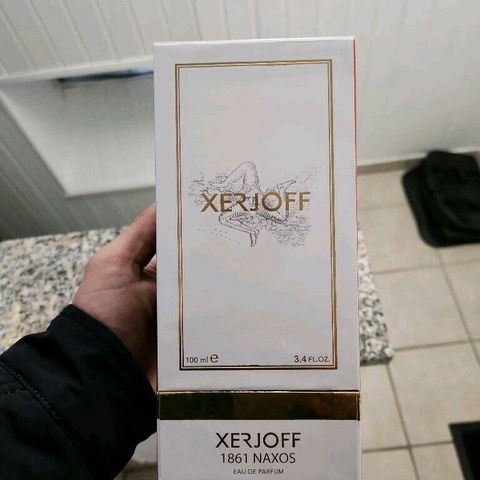 XERJOFF
100 ml e 3.4 FL.OZ.
XERJOFF
1861 NAXOS
EAU DE PARFUM